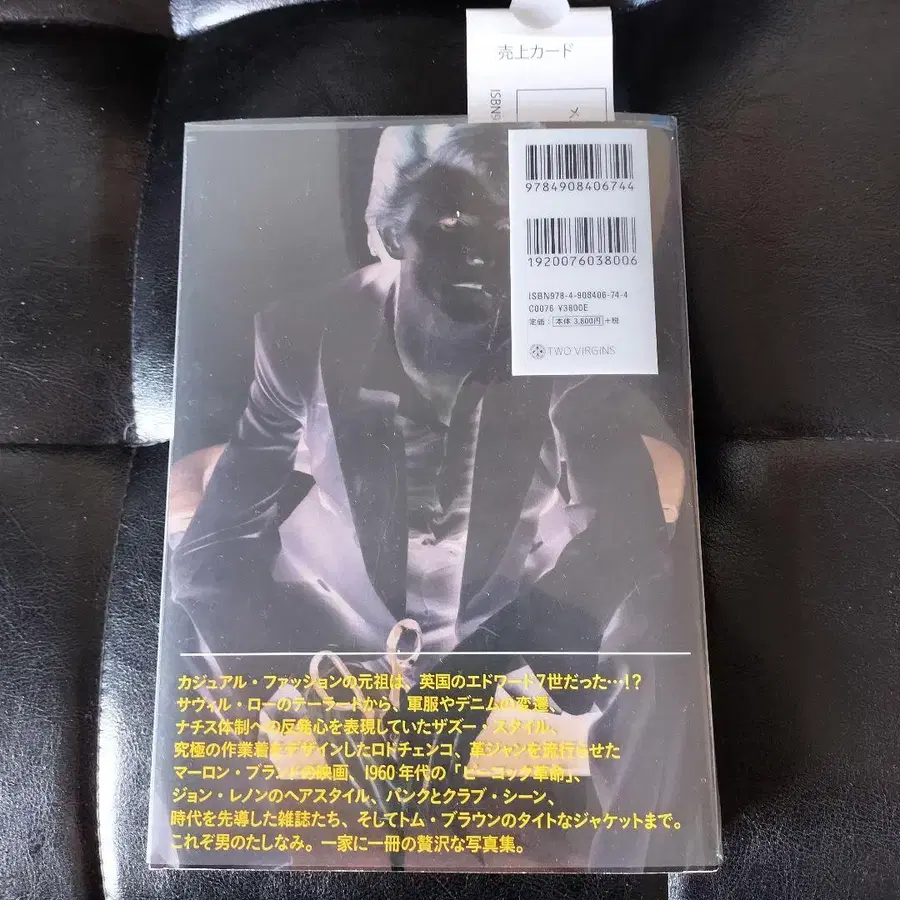 売上カード
ISBN9
9784908406744
1920076038006
ISBN978-4-908406-74-4
C0076 ¥3800E
定価： 本体 3,800円 +税
TWO VIRGINS
カジュアル・ファッションの元祖は、英国のエドワード7世だった…!？
サヴィル・ローのテーラードから、軍服やデニムの変遷、
ナチス体制への反発心を表現していたザズー・スタイル、
究極の作業着をデザインしたロドチェンコ、革ジャンを流行らせた
マーロン・ブランドの映画、1960年代の「ピーコック革命」、
ジョン・レノンのヘアスタイル、パンクとクラブ・シーン、
時代を先導した雑誌たち、そしてトム・ブラウンのタイトなジャケットまで。
これぞ男のたしなみ。一家に一冊の贅沢な写真集。